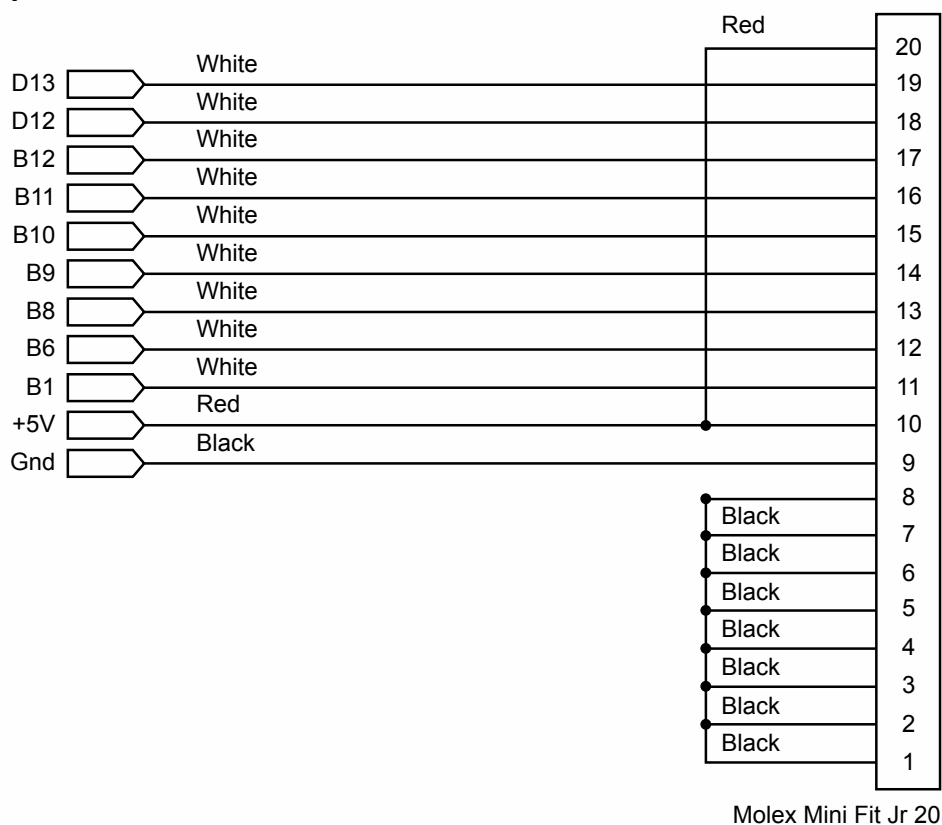 Red
20
White
D13 19
White
D12 18
White
B12 17
White
B11 16
White
B10 15
White
B9 14
White
B8 13
White
B6 12
White
B1 11
Red
+5V 10
Black
Gnd 9
8
Black
7
Black
6
Black
5
Black
4
Black
3
Black
2
Black
1
Molex Mini Fit Jr 20